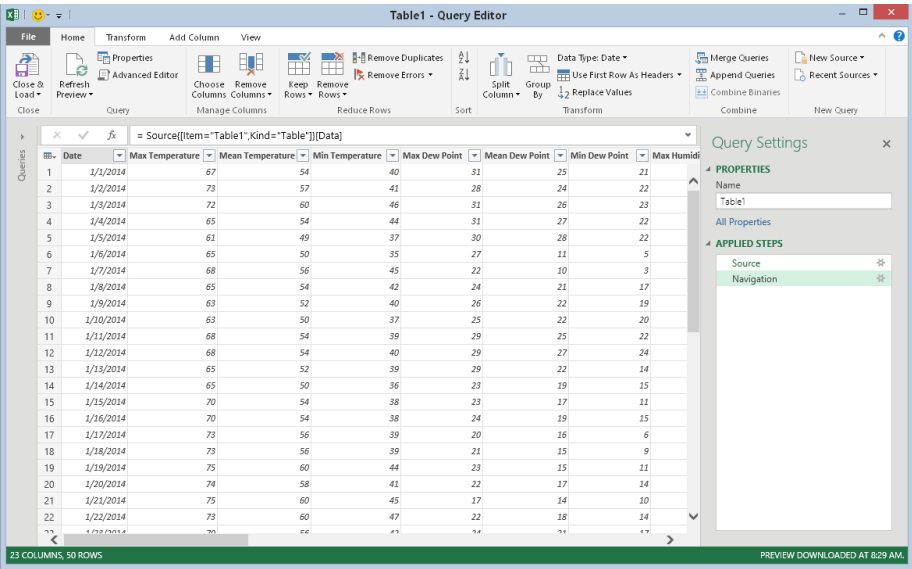 Table1 - Query Editor
File Home Transform Add Column View
Close & Load
Refresh Preview
Properties
Advanced Editor
Choose Columns
Remove Columns
Keep Rows
Remove Rows
Remove Duplicates
Remove Errors
Split Column
Group By
Data Type: Date
Use First Row As Headers
Replace Values
Merge Queries
Append Queries
Combine Binaries
New Source
Recent Sources
Close Query Manage Columns Reduce Rows Sort Transform Combine New Query
= Source{[Item="Table1",Kind="Table"]}[Data]
Queries
Date Max Temperature Mean Temperature Min Temperature Max Dew Point Mean Dew Point Min Dew Point Max Humidi
1 1/1/2014 67 54 40 31 25 21
2 1/2/2014 73 57 41 28 24 22
3 1/3/2014 72 60 46 31 26 23
4 1/4/2014 65 54 44 31 27 22
5 1/5/2014 61 49 37 30 28 22
6 1/6/2014 65 50 35 27 11 5
7 1/7/2014 68 56 45 22 10 3
8 1/8/2014 65 54 42 24 21 17
9 1/9/2014 63 52 40 26 22 19
10 1/10/2014 63 50 37 25 22 20
11 1/11/2014 68 54 39 29 25 22
12 1/12/2014 68 54 40 29 27 24
13 1/13/2014 65 52 39 29 22 14
14 1/14/2014 65 50 36 23 19 15
15 1/15/2014 70 54 38 23 17 11
16 1/16/2014 70 54 38 24 19 15
17 1/17/2014 73 56 39 20 16 6
18 1/18/2014 73 56 39 21 15 9
19 1/19/2014 75 60 44 23 15 11
20 1/20/2014 74 58 41 22 17 14
21 1/21/2014 75 60 45 17 14 10
22 1/22/2014 73 60 47 22 18 14
23 1/23/2014 70 56 42 24 21 17
Query Settings
PROPERTIES
Name
Table1
All Properties
APPLIED STEPS
Source
Navigation
23 COLUMNS, 50 ROWS PREVIEW DOWNLOADED AT 8:29 AM.